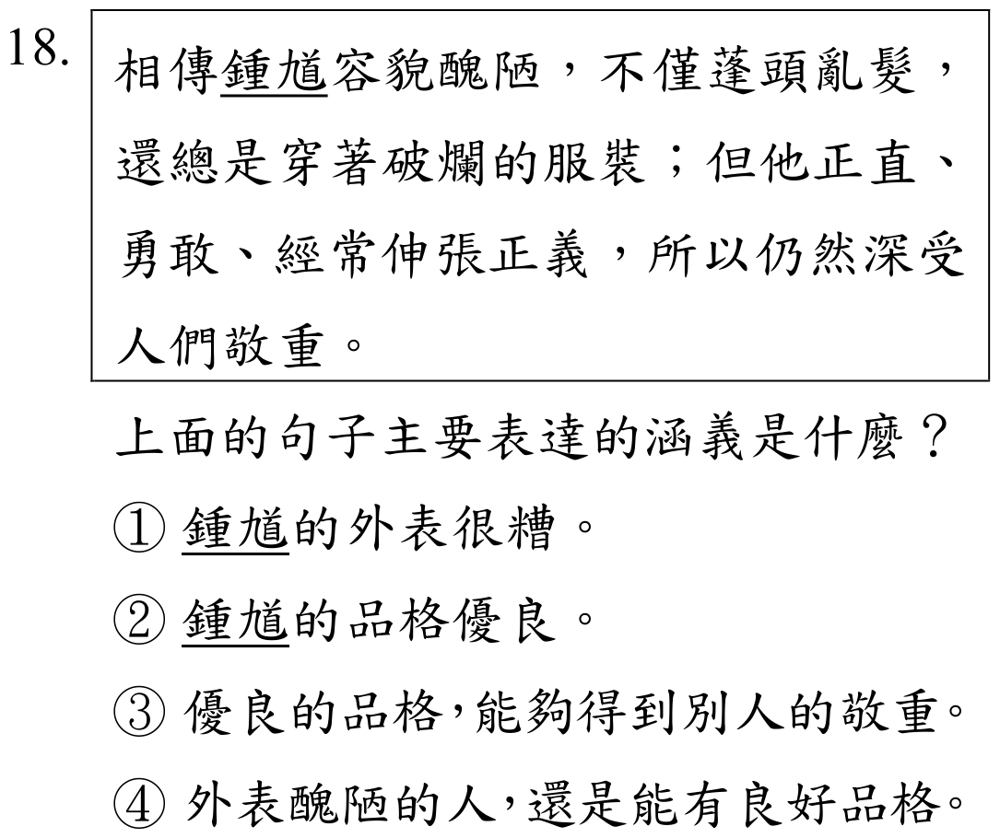 18.
相傳鍾馗容貌醜陋，不僅蓬頭亂髮，
還總是穿著破爛的服裝；但他正直、
勇敢、經常伸張正義，所以仍然深受
人們敬重。
上面的句子主要表達的涵義是什麼？
① 鍾馗的外表很糟。
② 鍾馗的品格優良。
③ 優良的品格，能夠得到別人的敬重。
④ 外表醜陋的人，還是能有良好品格。